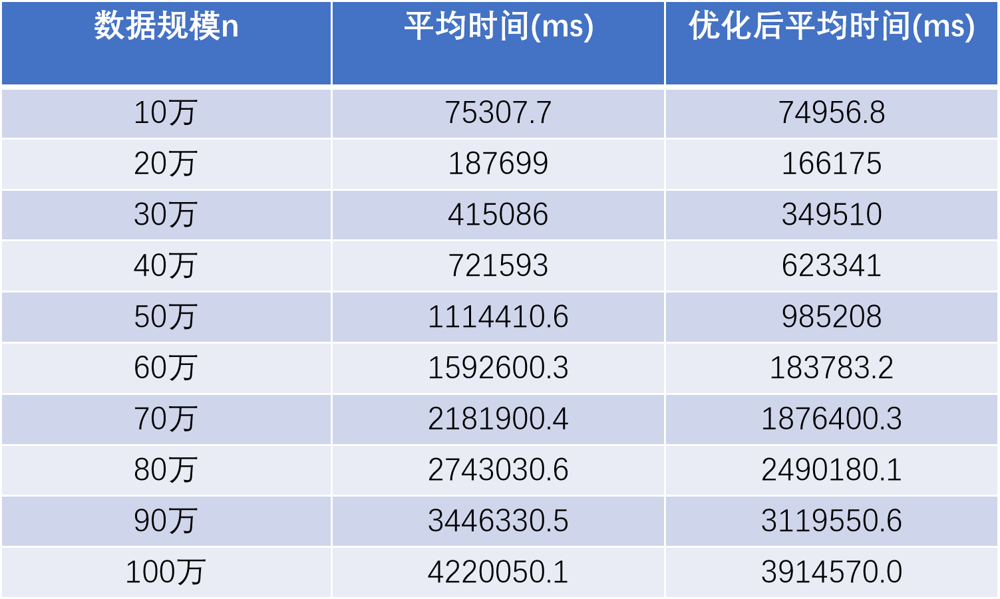 数据规模n 平均时间(ms) 优化后平均时间(ms)
10万 75307.7 74956.8
20万 187699 166175
30万 415086 349510
40万 721593 623341
50万 1114410.6 985208
60万 1592600.3 183783.2
70万 2181900.4 1876400.3
80万 2743030.6 2490180.1
90万 3446330.5 3119550.6
100万 4220050.1 3914570.0